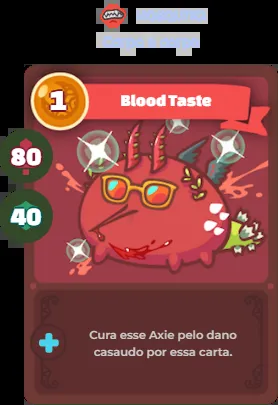 1
Blood Taste
80
40
Cura esse Axie pelo dano
casaudo por essa carta.